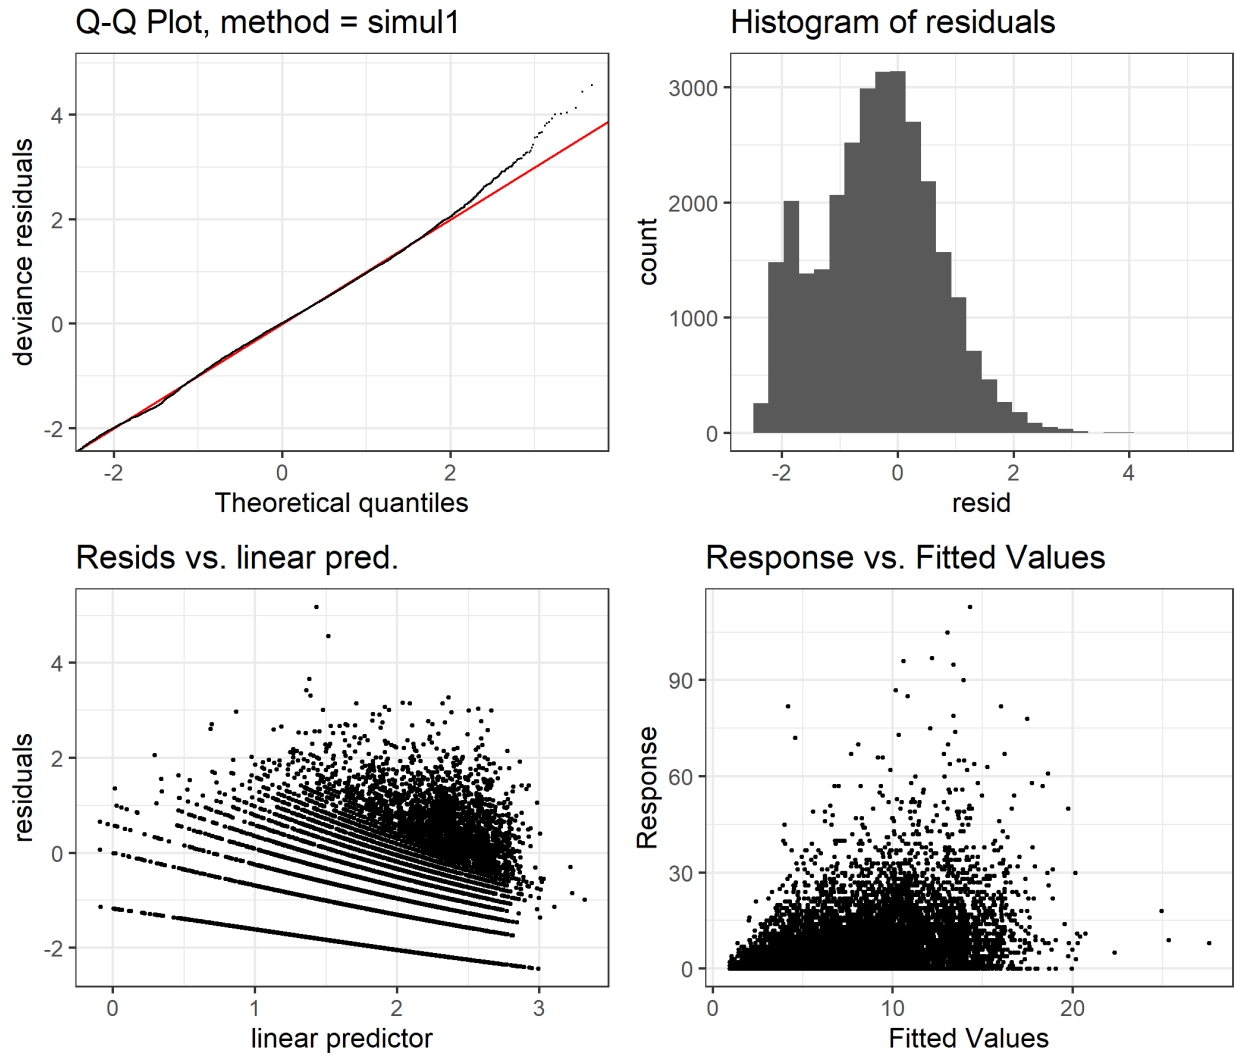 Q-Q Plot, method = simul1
4
2
0
-2
deviance residuals
-2
0
2
Theoretical quantiles
Histogram of residuals
3000
2000
1000
0
count
-2
0
2
4
resid
Resids vs. linear pred.
4
2
0
-2
residuals
0
1
2
3
linear predictor
Response vs. Fitted Values
90
60
30
0
Response
0
10
20
Fitted Values